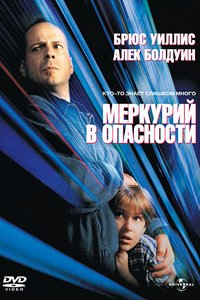 БРЮС УИЛЛИС
АЛЕК БОЛДУИН
КТО-ТО ЗНАЕТ СЛИШКОМ МНОГО
МЕРКУРИЙ
В ОПАСНОСТИ
DVD
VIDEO
UNIVERSAL